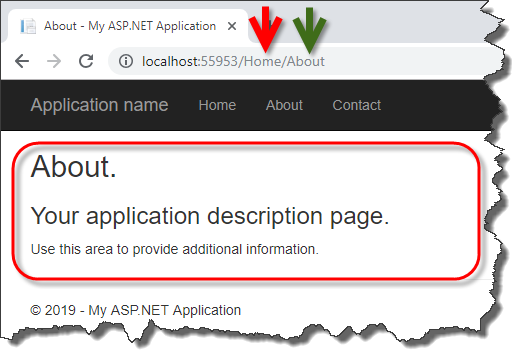 About - My ASP.NET Application
localhost:55953/Home/About
Application name Home About Contact
About.
Your application description page.
Use this area to provide additional information.
© 2019 - My ASP.NET Application